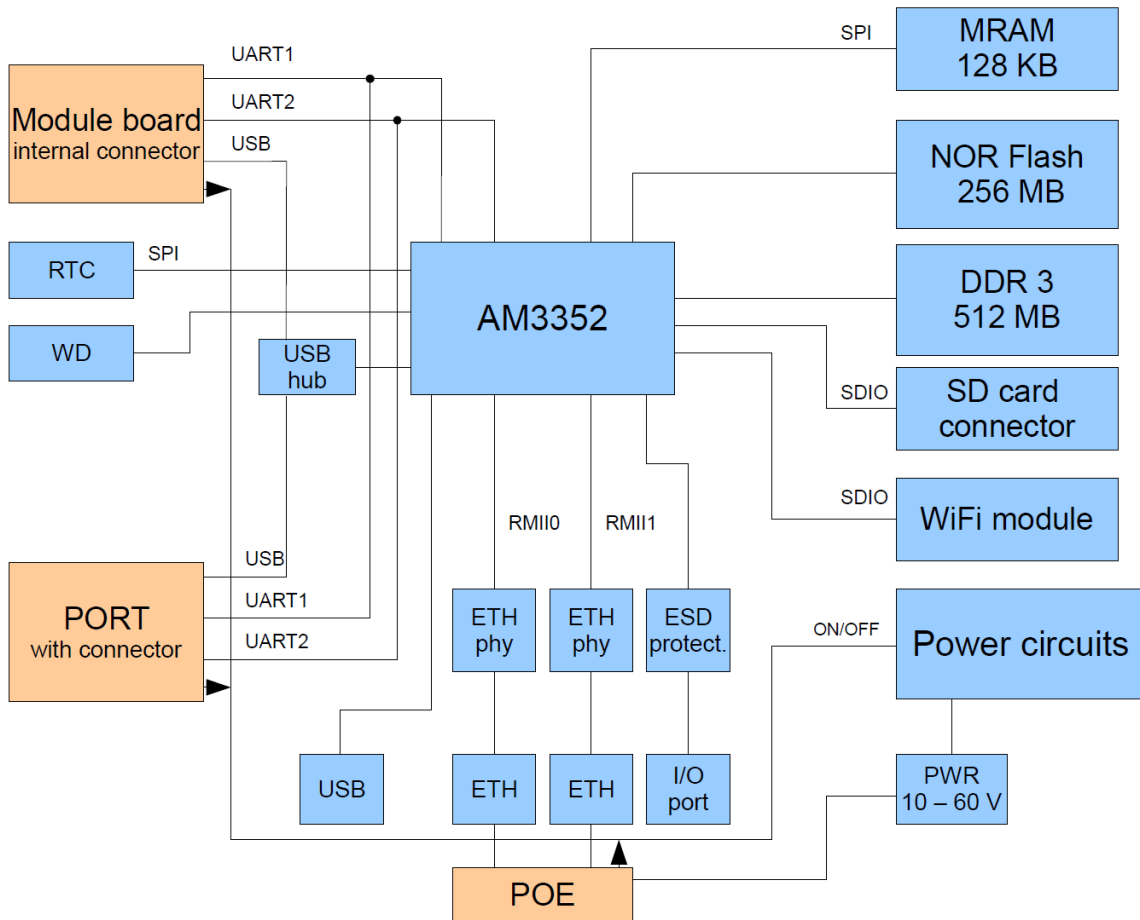 UART1
SPI
MRAM
128 KB
Module board
internal connector
UART2
USB
NOR Flash
256 MB
RTC
SPI
AM3352
DDR 3
512 MB
WD
USB
hub
SDIO
SD card
connector
SDIO
WiFi module
RMII0
RMII1
USB
PORT
with connector
UART1
UART2
ETH
phy
ETH
phy
ESD
protect.
ON/OFF
Power circuits
USB
ETH
ETH
I/O
port
PWR
10 – 60 V
POE